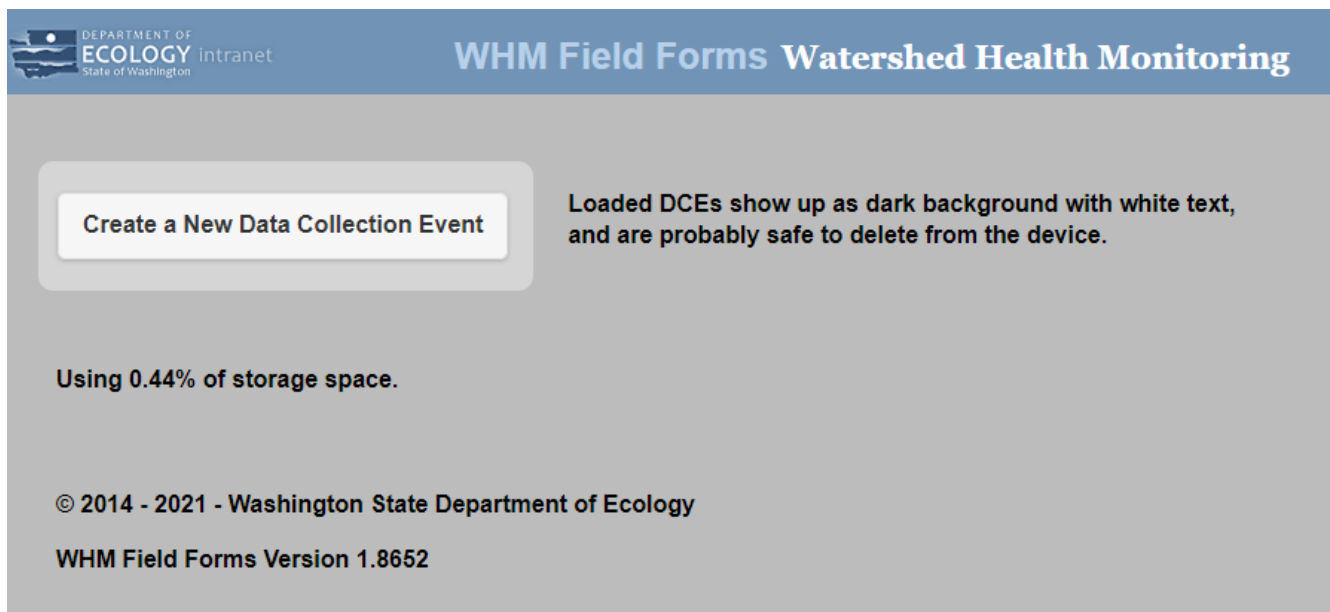 DEPARTMENT OF
ECOLOGY intranet
State of Washington
WHM Field Forms Watershed Health Monitoring
Create a New Data Collection Event
Loaded DCEs show up as dark background with white text,
and are probably safe to delete from the device.
Using 0.44% of storage space.
© 2014 - 2021 - Washington State Department of Ecology
WHM Field Forms Version 1.8652